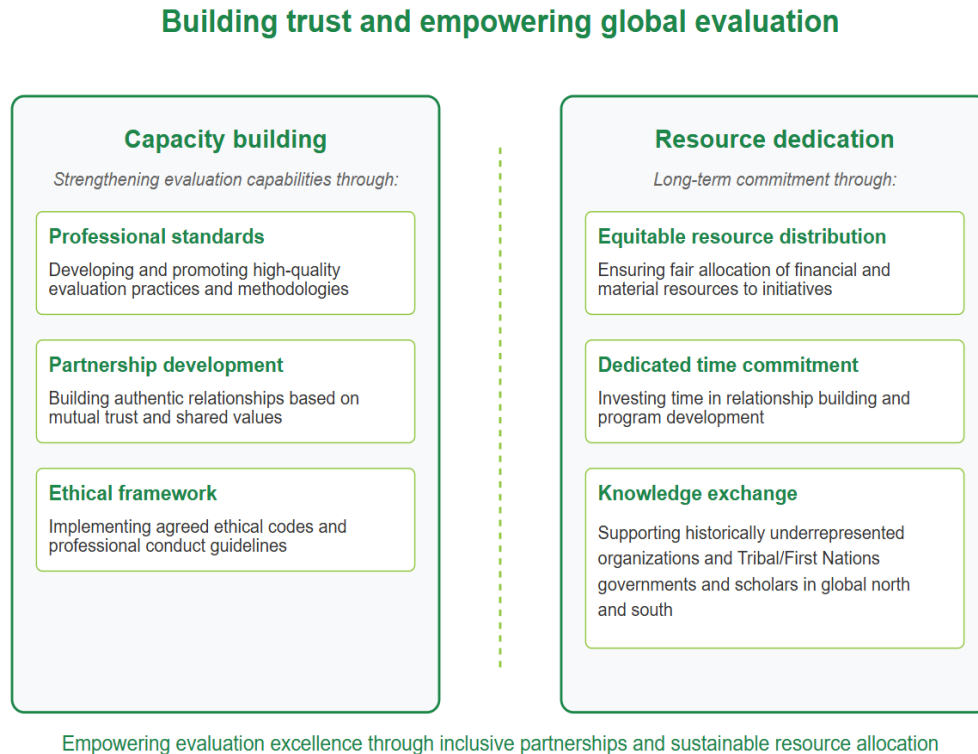 Building trust and empowering global evaluation
Capacity building
Strengthening evaluation capabilities through:
Professional standards
Developing and promoting high-quality
evaluation practices and methodologies
Partnership development
Building authentic relationships based on
mutual trust and shared values
Ethical framework
Implementing agreed ethical codes and
professional conduct guidelines
Resource dedication
Long-term commitment through:
Equitable resource distribution
Ensuring fair allocation of financial and
material resources to initiatives
Dedicated time commitment
Investing time in relationship building and
program development
Knowledge exchange
Supporting historically underrepresented
organizations and Tribal/First Nations
governments and scholars in global north
and south
Empowering evaluation excellence through inclusive partnerships and sustainable resource allocation